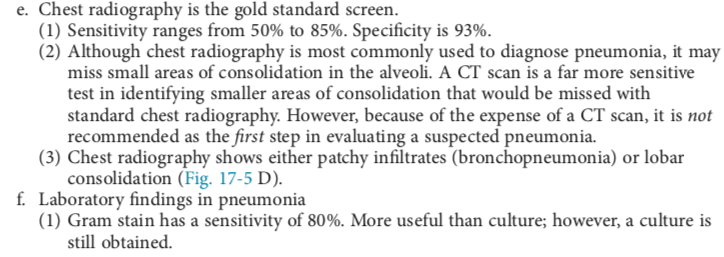 e. Chest radiography is the gold standard screen.
(1) Sensitivity ranges from 50% to 85%. Specificity is 93%.
(2) Although chest radiography is most commonly used to diagnose pneumonia, it may
miss small areas of consolidation in the alveoli. A CT scan is a far more sensitive
test in identifying smaller areas of consolidation that would be missed with
standard chest radiography. However, because of the expense of a CT scan, it is not
recommended as the first step in evaluating a suspected pneumonia.
(3) Chest radiography shows either patchy infiltrates (bronchopneumonia) or lobar
consolidation (Fig. 17-5 D).
f. Laboratory findings in pneumonia
(1) Gram stain has a sensitivity of 80%. More useful than culture; however, a culture is
still obtained.